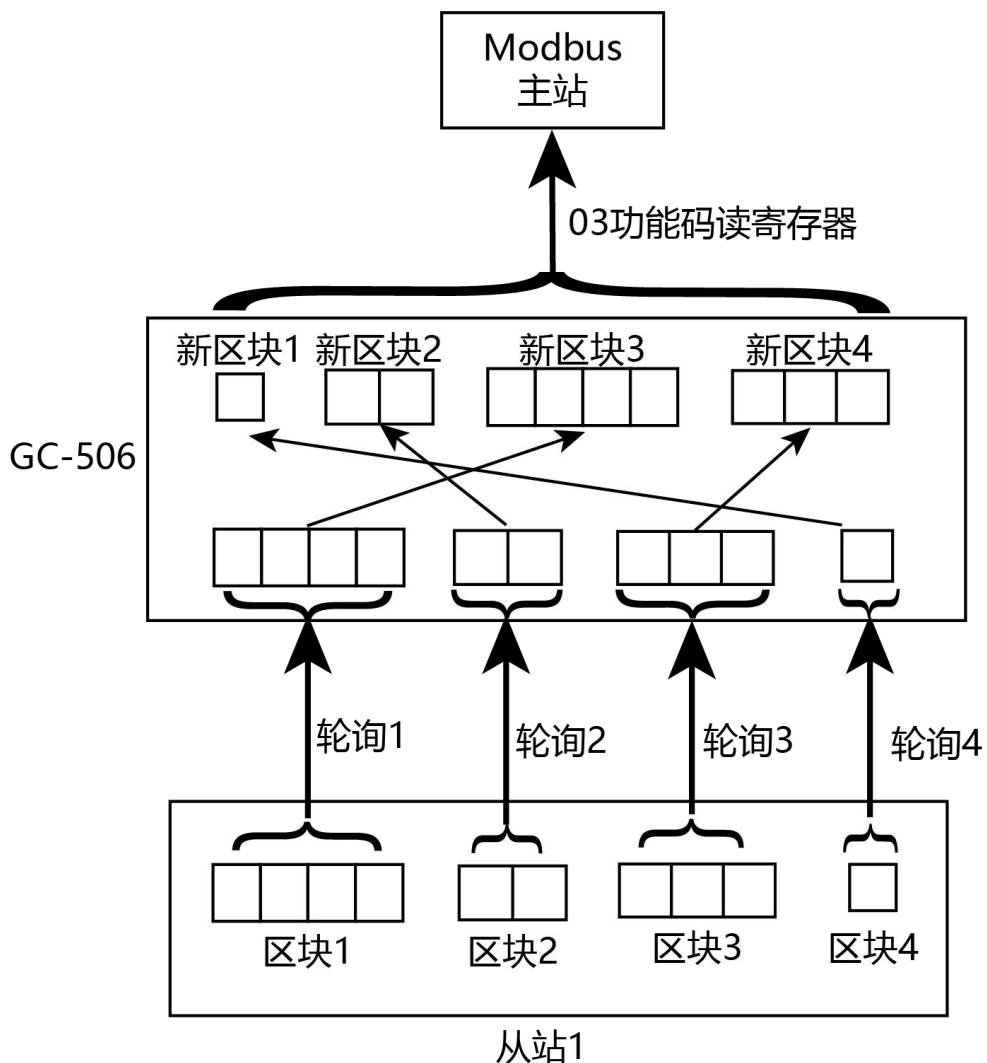 Modbus
主站
03功能码读寄存器
新区块1 新区块2 新区块3 新区块4
GC-506
轮询1 轮询2 轮询3 轮询4
区块1 区块2 区块3 区块4
从站1